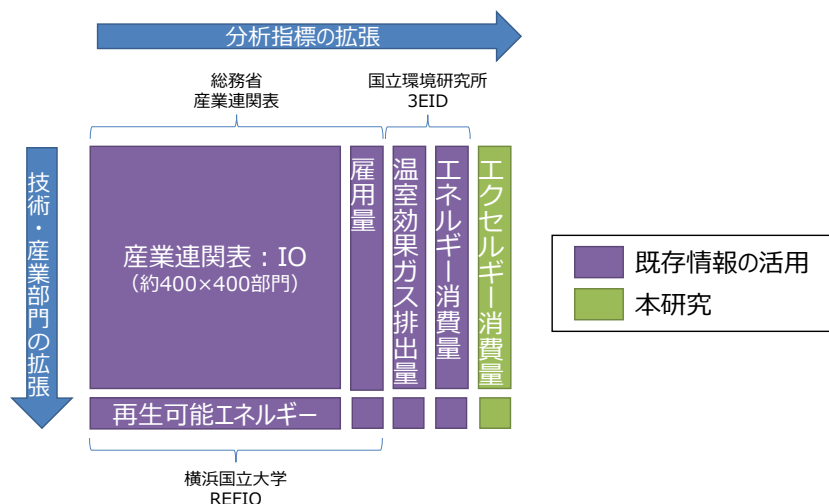 分析指標の拡張
総務省
産業連関表
国立環境研究所
3EID
技術・産業部門の拡張
産業連関表：IO
（約400×400部門）
雇用量
温室効果ガス排出量
エネルギー消費量
エクセルギー消費量
再生可能エネルギー
横浜国立大学
REFIO
既存情報の活用
本研究